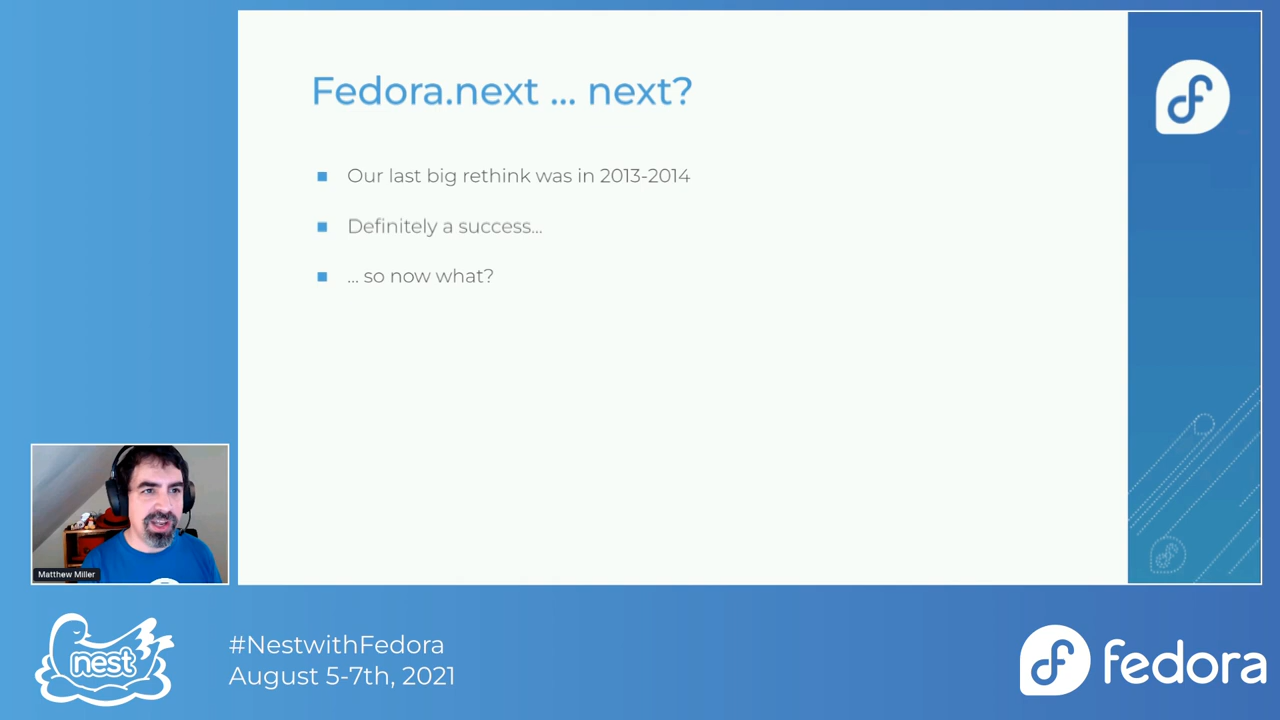 Fedora.next ... next?
Our last big rethink was in 2013-2014
Definitely a success...
... so now what?
Matthew Miller
nest
#NestwithFedora
August 5-7th, 2021
fedora